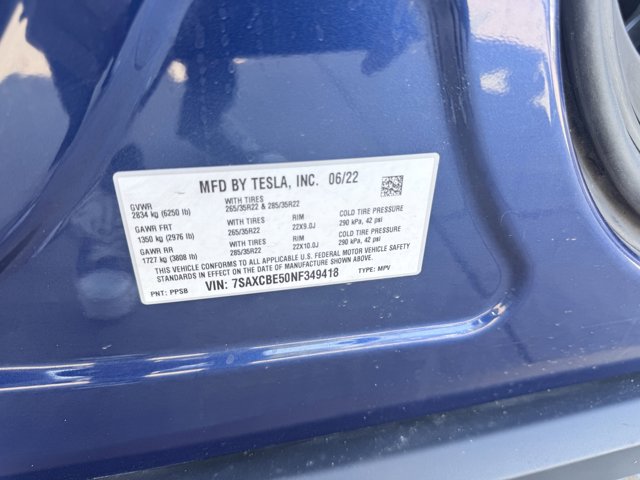 MFD BY TESLA, INC. 06/22
GVWR
2834 kg (6250 lb)
WITH TIRES
265/35R22 & 285/35R22
GAWR FRT
1350 kg (2976 lb)
WITH TIRES
265/35R22
RIM
22X9.0J
COLD TIRE PRESSURE
290 kPa, 42 psi
GAWR RR
1727 kg (3808 lb)
WITH TIRES
285/35R22
RIM
22X10.0J
COLD TIRE PRESSURE
290 kPa, 42 psi
THIS VEHICLE CONFORMS TO ALL APPLICABLE U.S. FEDERAL MOTOR VEHICLE SAFETY
STANDARDS IN EFFECT ON THE DATE OF MANUFACTURE SHOWN ABOVE.
PNT: PPSB VIN: 7SAXCBE50NF349418 TYPE: MPV